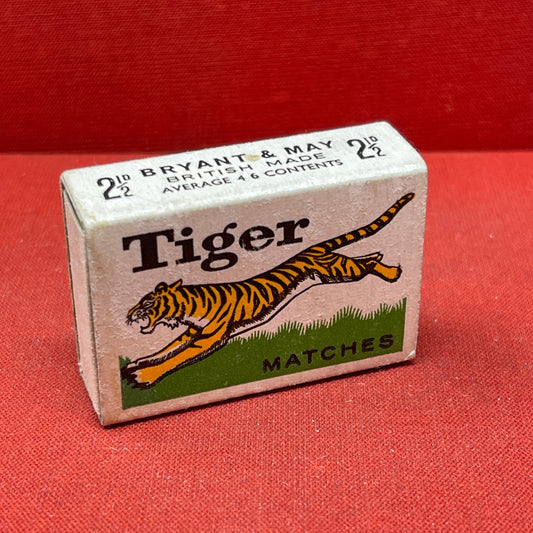 2½D BRYANT & MAY 2½D
BRITISH MADE
AVERAGE 46 CONTENTS
Tiger
MATCHES